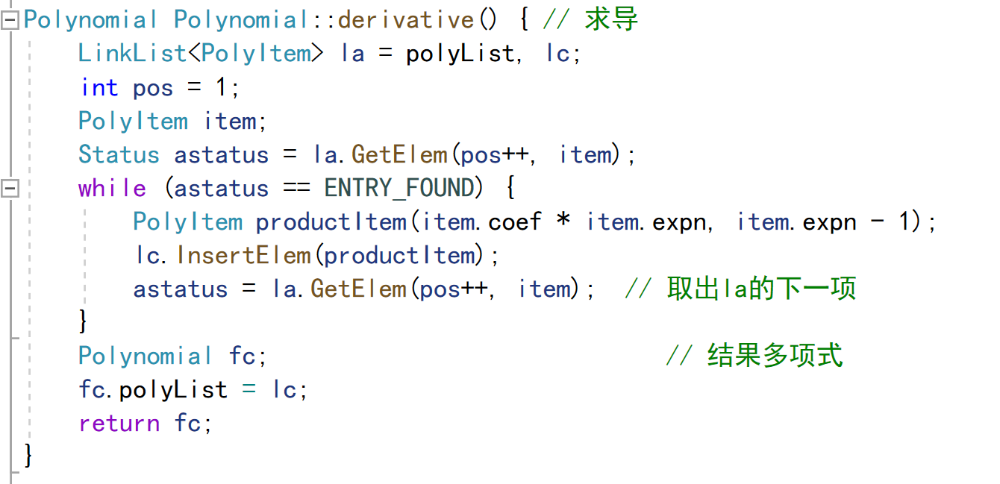 Polynomial Polynomial::derivative() { // 求导
LinkList<PolyItem> la = polyList, lc;
int pos = 1;
PolyItem item;
Status astatus = la.GetElem(pos++, item);
while (astatus == ENTRY_FOUND) {
PolyItem productItem(item.coef * item.expn, item.expn - 1);
lc.InsertElem(productItem);
astatus = la.GetElem(pos++, item); // 取出la的下一项
}
Polynomial fc; // 结果多项式
fc.polyList = lc;
return fc;
}